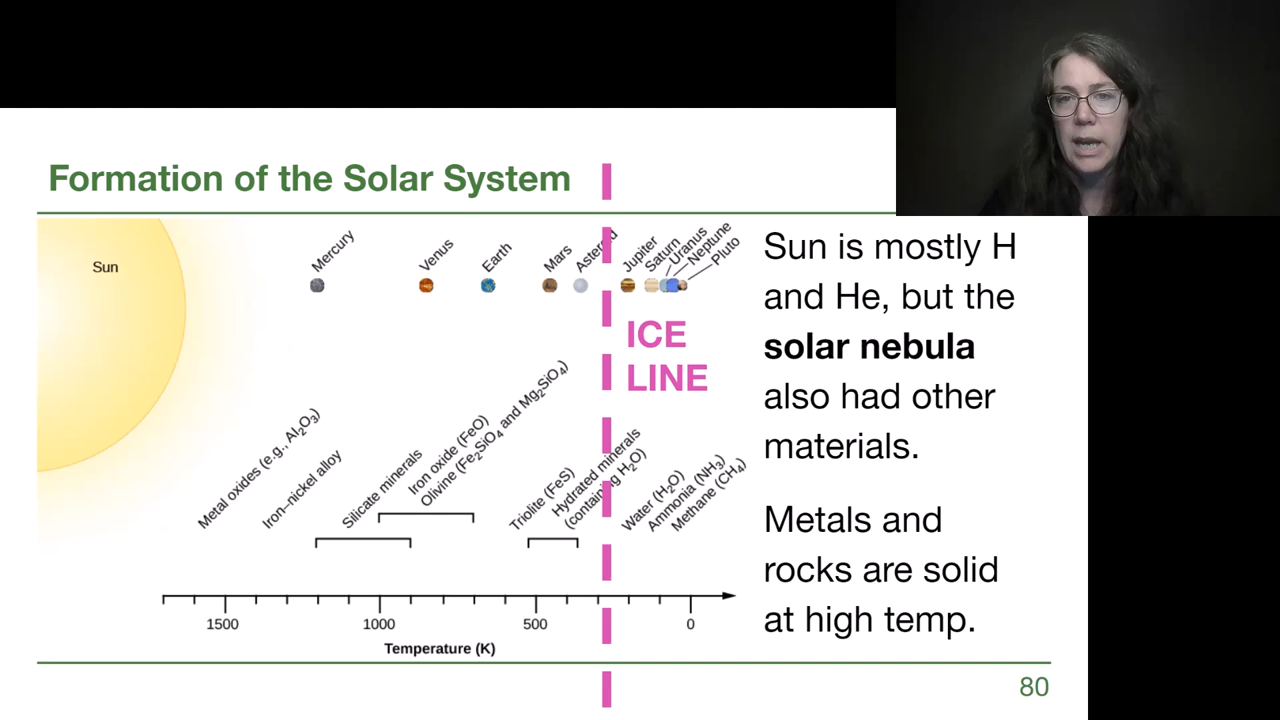 Formation of the Solar System
Sun
Mercury
Venus
Earth
Mars
Asteroid
Jupiter
Saturn
Uranus
Neptune
Pluto
ICE
LINE
Metal oxides (e.g., Al₂O₃)
Iron–nickel alloy
Silicate minerals
Iron oxide (FeO)
Olivine (Fe₂SiO₄ and Mg₂SiO₄)
Triolite (FeS)
Hydrated minerals
(containing H₂O)
Water (H₂O)
Ammonia (NH₃)
Methane (CH₄)
1500
1000
500
0
Temperature (K)
Sun is mostly H
and He, but the
solar nebula
also had other
materials.
Metals and
rocks are solid
at high temp.
80